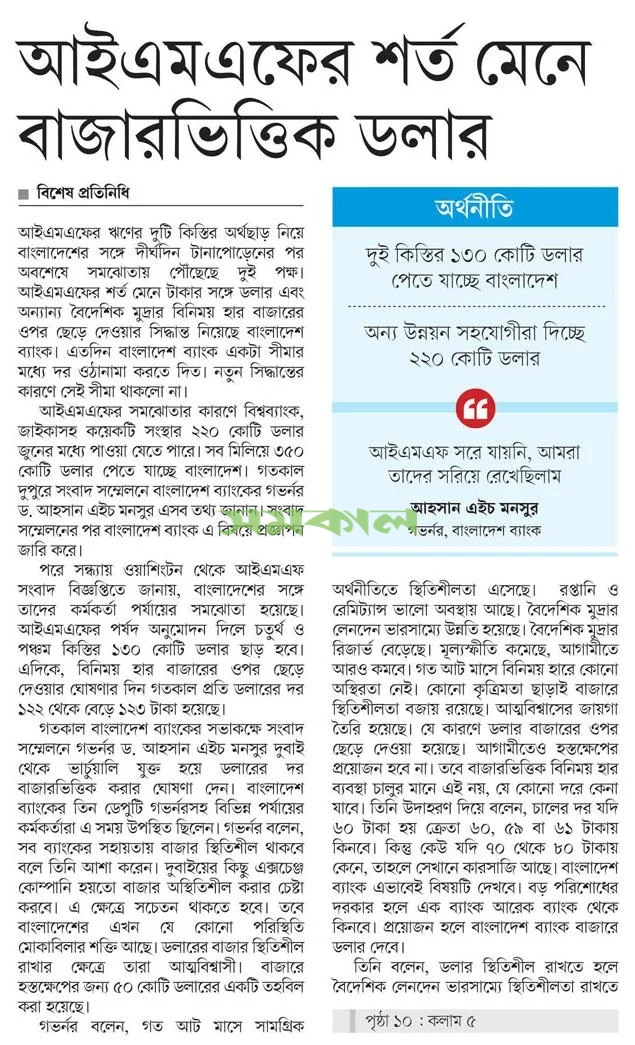 আইএমএফের শর্ত মেনে
বাজারভিত্তিক ডলার
বিশেষ প্রতিনিধি
আইএমএফের ঋণের দুটি কিস্তির অর্থছাড় নিয়ে
বাংলাদেশের সঙ্গে দীর্ঘদিন টানাপোড়েনের পর
অবশেষে সমঝোতায় পৌঁছেছে দুই পক্ষ।
আইএমএফের শর্ত মেনে টাকার সঙ্গে ডলার এবং
অন্যান্য বৈদেশিক মুদ্রার বিনিময় হার বাজারের
ওপর ছেড়ে দেওয়ার সিদ্ধান্ত নিয়েছে বাংলাদেশ
ব্যাংক। এতদিন বাংলাদেশ ব্যাংক একটা সীমার
মধ্যে দর ওঠানামা করতে দিত। নতুন সিদ্ধান্তের
কারণে সেই সীমা থাকলো না।
আইএমএফের সমঝোতার কারণে বিশ্বব্যাংক,
জাইকাসহ কয়েকটি সংস্থার ২২০ কোটি ডলার
জুনের মধ্যে পাওয়া যেতে পারে। সব মিলিয়ে ৩৫০
কোটি ডলার পেতে যাচ্ছে বাংলাদেশ। গতকাল
দুপুরে সংবাদ সম্মেলনে বাংলাদেশ ব্যাংকের গভর্নর
ড. আহসান এইচ মনসুর এসব তথ্য জানান। সংবাদ
সম্মেলনের পর বাংলাদেশ ব্যাংক এ বিষয়ে প্রজ্ঞাপন
জারি করে।
পরে সন্ধ্যায় ওয়াশিংটন থেকে আইএমএফ
সংবাদ বিজ্ঞপ্তিতে জানায়, বাংলাদেশের সঙ্গে
তাদের কর্মকর্তা পর্যায়ের সমঝোতা হয়েছে।
আইএমএফের পর্ষদ অনুমোদন দিলে চতুর্থ ও
পঞ্চম কিস্তির ১৩০ কোটি ডলার ছাড় হবে।
এদিকে, বিনিময় হার বাজারের ওপর ছেড়ে
দেওয়ার ঘোষণার দিন গতকাল প্রতি ডলারের দর
১২২ থেকে বেড়ে ১২৩ টাকা হয়েছে।
গতকাল বাংলাদেশ ব্যাংকের সভাকক্ষে সংবাদ
সম্মেলনে গভর্নর ড. আহসান এইচ মনসুর দুবাই
থেকে ভার্চুয়ালি যুক্ত হয়ে ডলারের দর
বাজারভিত্তিক করার ঘোষণা দেন। বাংলাদেশ
ব্যাংকের তিন ডেপুটি গভর্নরসহ বিভিন্ন পর্যায়ের
কর্মকর্তারা এ সময় উপস্থিত ছিলেন। গভর্নর বলেন,
সব ব্যাংকের সহায়তায় বাজার স্থিতিশীল থাকবে
বলে তিনি আশা করেন। দুবাইয়ের কিছু এক্সচেঞ্জ
কোম্পানি হয়তো বাজার অস্থিতিশীল করার চেষ্টা
করবে। এ ক্ষেত্রে সচেতন থাকতে হবে। তবে
বাংলাদেশের এখন যে কোনো পরিস্থিতি
মোকাবিলার শক্তি আছে। ডলারের বাজার স্থিতিশীল
রাখার ক্ষেত্রে তারা আত্মবিশ্বাসী। বাজারে
হস্তক্ষেপের জন্য ৫০ কোটি ডলারের একটি তহবিল
করা হয়েছে।
গভর্নর বলেন, গত আট মাসে সামগ্রিক
অর্থনীতি
দুই কিস্তির ১৩০ কোটি ডলার
পেতে যাচ্ছে বাংলাদেশ
অন্য উন্নয়ন সহযোগীরা দিচ্ছে
২২০ কোটি ডলার
আইএমএফ সরে যায়নি, আমরা
তাদের সরিয়ে রেখেছিলাম
আহসান এইচ মনসুর
গভর্নর, বাংলাদেশ ব্যাংক
সমকাল
অর্থনীতিতে স্থিতিশীলতা এসেছে। রপ্তানি ও
রেমিট্যান্স ভালো অবস্থায় আছে। বৈদেশিক মুদ্রার
লেনদেন ভারসাম্যে উন্নতি হয়েছে। বৈদেশিক মুদ্রার
রিজার্ভ বেড়েছে। মূল্যস্ফীতি কমেছে, আগামীতে
আরও কমবে। গত আট মাসে বিনিময় হারে কোনো
অস্থিরতা নেই। কোনো কৃত্রিমতা ছাড়াই বাজারে
স্থিতিশীলতা বজায় রয়েছে। আত্মবিশ্বাসের জায়গা
তৈরি হয়েছে। যে কারণে ডলার বাজারের ওপর
ছেড়ে দেওয়া হয়েছে। আগামীতেও হস্তক্ষেপের
প্রয়োজন হবে না। তবে বাজারভিত্তিক বিনিময় হার
ব্যবস্থা চালুর মানে এই নয়, যে কোনো দরে কেনা
যাবে। তিনি উদাহরণ দিয়ে বলেন, চালের দর যদি
৬০ টাকা হয় ক্রেতা ৬০, ৫৯ বা ৬১ টাকায়
কিনবে। কিন্তু কেউ যদি ৭০ থেকে ৮০ টাকায়
কেনে, তাহলে সেখানে কারসাজি আছে। বাংলাদেশ
ব্যাংক এভাবেই বিষয়টি দেখবে। বড় পরিশোধের
দরকার হলে এক ব্যাংক আরেক ব্যাংক থেকে
কিনবে। প্রয়োজন হলে বাংলাদেশ ব্যাংক বাজারে
ডলার দেবে।
তিনি বলেন, ডলার স্থিতিশীল রাখতে হলে
বৈদেশিক লেনদেন ভারসাম্যে স্থিতিশীলতা রাখতে
পৃষ্ঠা ১০ : কলাম ৫